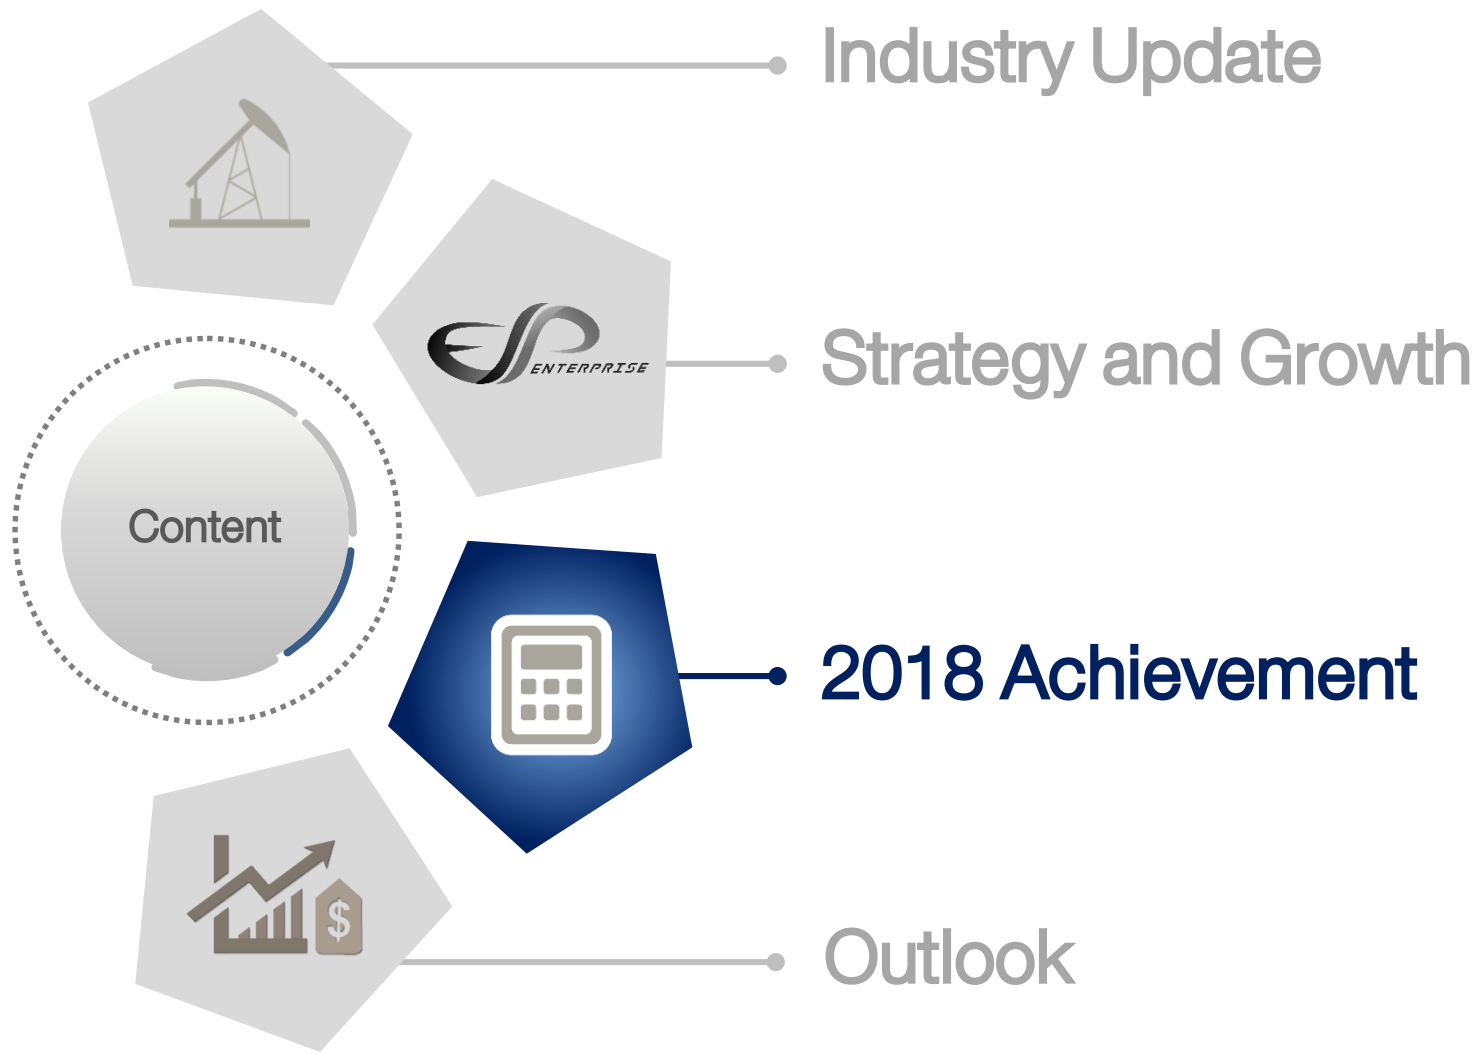 Industry Update
ENTERPRISE
Strategy and Growth
Content
2018 Achievement
$
Outlook